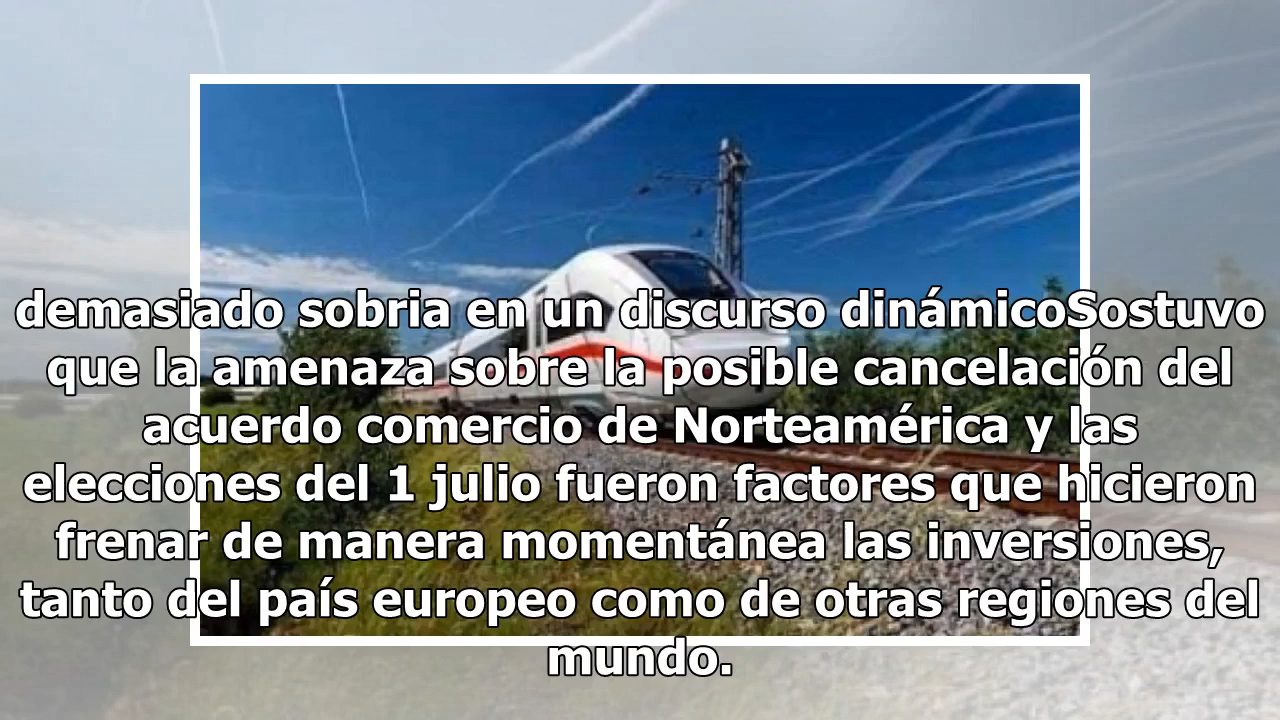 demasiado sobria en un discurso dinámicoSostuvo
que la amenaza sobre la posible cancelación del
acuerdo comercio de Norteamérica y las
elecciones del 1 julio fueron factores que hicieron
frenar de manera momentánea las inversiones,
tanto del país europeo como de otras regiones del
mundo.